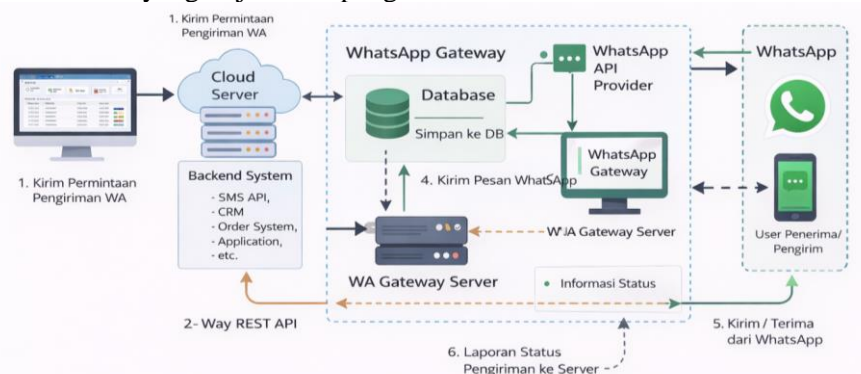 1. Kirim Permintaan
Pengiriman WA
1. Kirim Permintaan
Pengiriman WA
Cloud
Server
Backend System
- SMS API,
- CRM
- Order System,
- Application,
- etc.
2- Way REST API
WhatsApp Gateway
Database
Simpan ke DB
WhatsApp
API
Provider
WhatsApp
Gateway
4. Kirim Pesan WhatSApp
WA Gateway Server
Gateway Server
Informasi Status
6. Laporan Status
Pengiriman ke Server
WhatsApp
User Penerima/
Pengirim
5. Kirim / Terima
dari WhatsApp